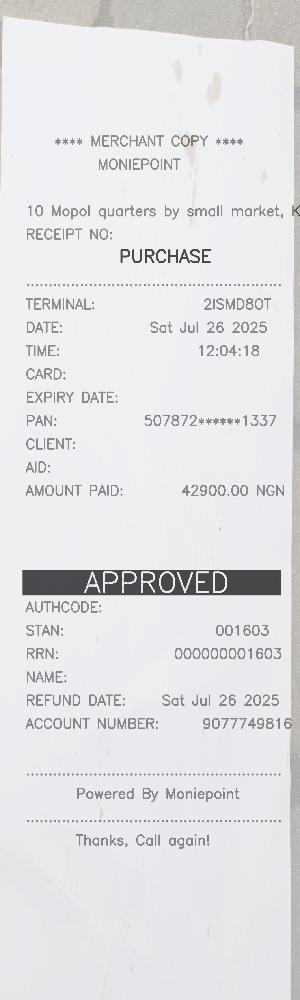 **** MERCHANT COPY ****
MONIEPOINT
10 Mopol quarters by small market, K
RECEIPT NO:
PURCHASE
TERMINAL: 2ISMD8OT
DATE: Sat Jul 26 2025
TIME: 12:04:18
CARD:
EXPIRY DATE:
PAN: 507872******1337
CLIENT:
AID:
AMOUNT PAID: 42900.00 NGN
APPROVED
AUTHCODE:
STAN: 001603
RRN: 000000001603
NAME:
REFUND DATE: Sat Jul 26 2025
ACCOUNT NUMBER: 9077749816
Powered By Moniepoint
Thanks, Call again!